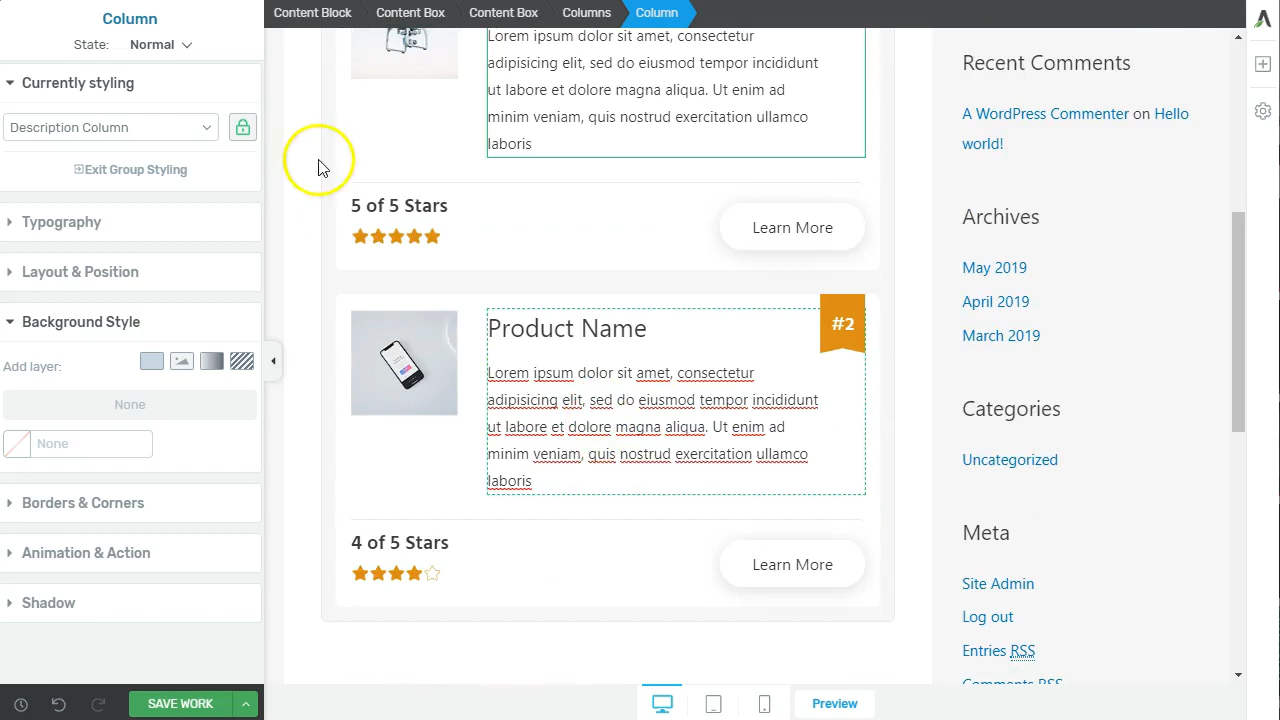 Column
State: Normal
Currently styling
Description Column
Exit Group Styling
Typography
Layout & Position
Background Style
Add layer:
None
None
Borders & Corners
Animation & Action
Shadow
SAVE WORK
Content Block
Content Box
Content Box
Columns
Column
Lorem ipsum dolor sit amet, consectetur
adipisicing elit, sed do eiusmod tempor incididunt
ut labore et dolore magna aliqua. Ut enim ad
minim veniam, quis nostrud exercitation ullamco
laboris
5 of 5 Stars
Learn More
Product Name
#2
Lorem ipsum dolor sit amet, consectetur
adipisicing elit, sed do eiusmod tempor incididunt
ut labore et dolore magna aliqua. Ut enim ad
minim veniam, quis nostrud exercitation ullamco
laboris
4 of 5 Stars
Learn More
Preview
Recent Comments
A WordPress Commenter on Hello
world!
Archives
May 2019
April 2019
March 2019
Categories
Uncategorized
Meta
Site Admin
Log out
Entries RSS
Comments RSS